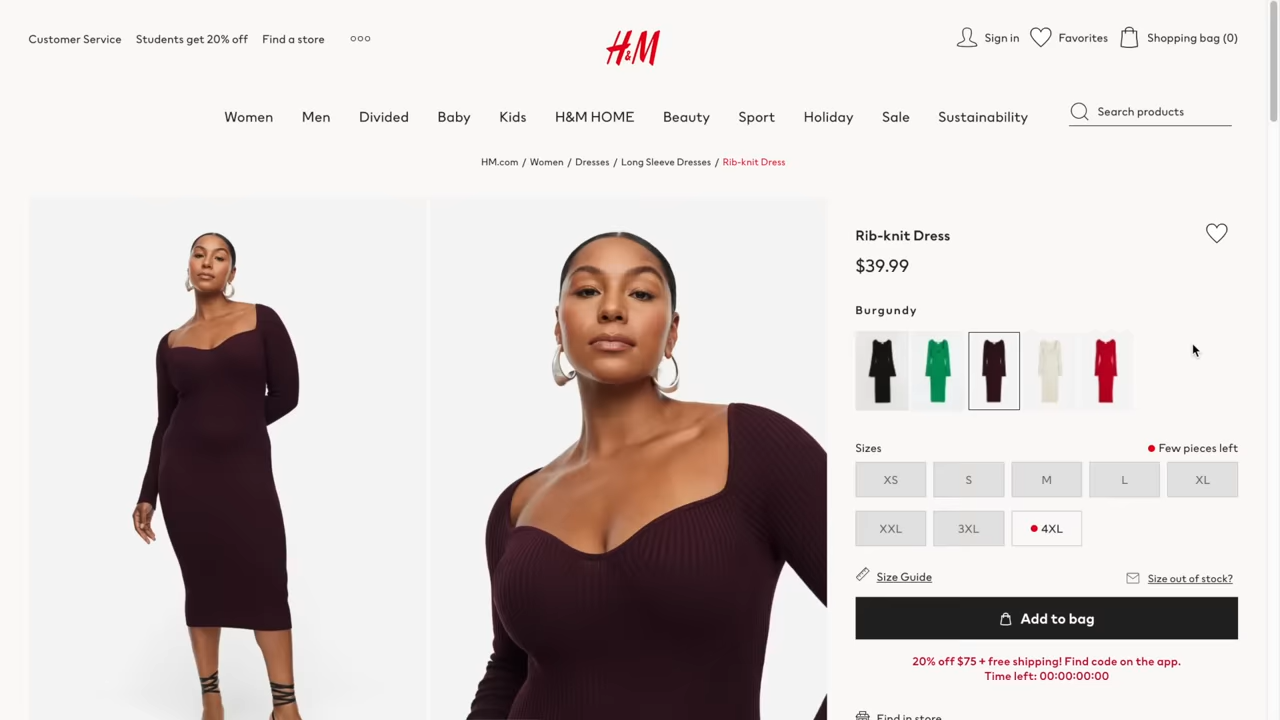 Customer Service Students get 20% off Find a store
H&M
Sign in Favorites Shopping bag (0)
Women Men Divided Baby Kids H&M HOME Beauty Sport Holiday Sale Sustainability
Search products
HM.com / Women / Dresses / Long Sleeve Dresses / Rib-knit Dress
Rib-knit Dress
$39.99
Burgundy
Sizes
Few pieces left
XS S M L XL
XXL 3XL 4XL
Size Guide
Size out of stock?
Add to bag
20% off $75 + free shipping! Find code on the app.
Time left: 00:00:00:00
Find in store